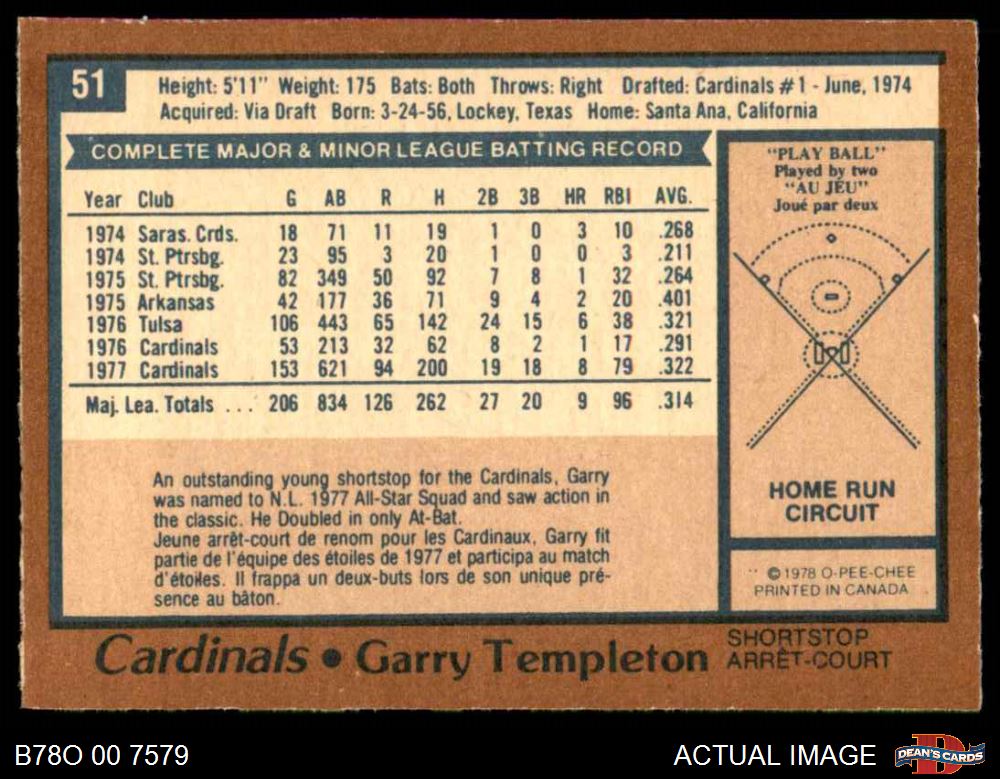 51
Height: 5'11" Weight: 175 Bats: Both Throws: Right Drafted: Cardinals #1 - June, 1974
Acquired: Via Draft Born: 3-24-56, Lockey, Texas Home: Santa Ana, California
COMPLETE MAJOR & MINOR LEAGUE BATTING RECORD
Year Club G AB R H 2B 3B HR RBI AVG.
1974 Saras. Crds. 18 71 11 19 1 0 3 10 .268
1974 St. Ptrsbg. 23 95 3 20 1 0 0 3 .211
1975 St. Ptrsbg. 82 349 50 92 7 8 1 32 .264
1975 Arkansas 42 177 36 71 9 4 2 20 .401
1976 Tulsa 106 443 65 142 24 15 6 38 .321
1976 Cardinals 53 213 32 62 8 2 1 17 .291
1977 Cardinals 153 621 94 200 19 18 8 79 .322
Maj. Lea. Totals ... 206 834 126 262 27 20 9 96 .314
An outstanding young shortstop for the Cardinals, Garry
was named to N.L. 1977 All-Star Squad and saw action in
the classic. He Doubled in only At-Bat.
Jeune arrêt-court de renom pour les Cardinaux, Garry fit
partie de l'équipe des étoiles de 1977 et participa au match
d'étoiles. Il frappa un deux-buts lors de son unique pré-
sence au bâton.
"PLAY BALL"
Played by two
"AU JEU"
Joué par deux
HOME RUN
CIRCUIT
©1978 O-PEE-CHEE
PRINTED IN CANADA
Cardinals • Garry Templeton
SHORTSTOP
ARRÊT-COURT
B78O 00 7579
ACTUAL IMAGE
D
DEAN'S CARDS